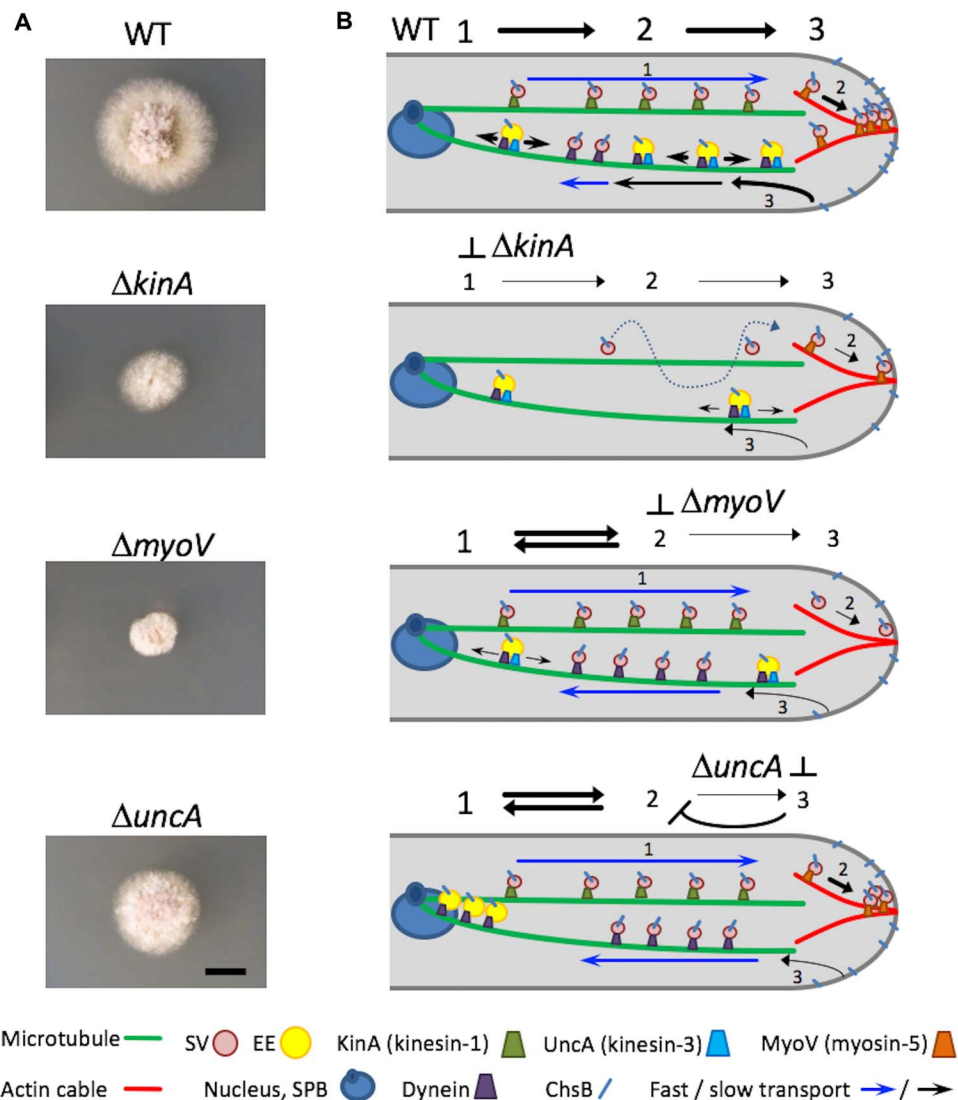 A
WT
ΔkinA
ΔmyoV
ΔuncA
B
WT 1 2 3
1
2
3
⊥ ΔkinA
1 2 3
2
3
⊥ ΔmyoV
1 2 3
1
2
3
ΔuncA ⊥
1 2 3
1
2
3
Microtubule SV EE KinA (kinesin-1) UncA (kinesin-3) MyoV (myosin-5)
Actin cable Nucleus, SPB Dynein ChsB Fast / slow transport /